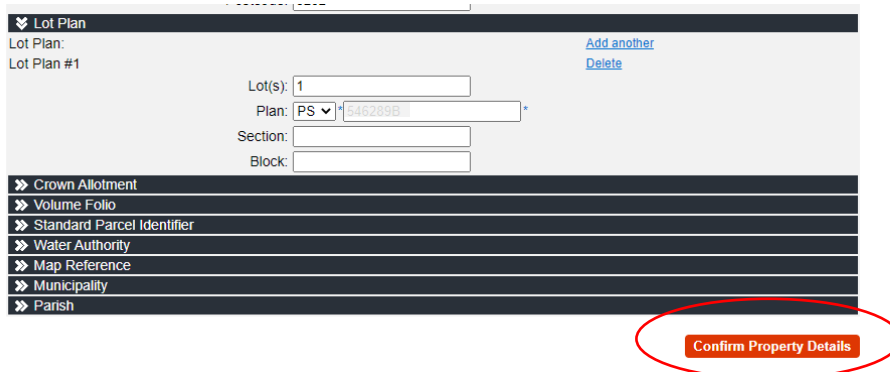 Lot Plan
Lot Plan: Add another
Lot Plan #1 Delete
Lot(s): 1
Plan: PS * 546289B *
Section:
Block:
Crown Allotment
Volume Folio
Standard Parcel Identifier
Water Authority
Map Reference
Municipality
Parish
Confirm Property Details